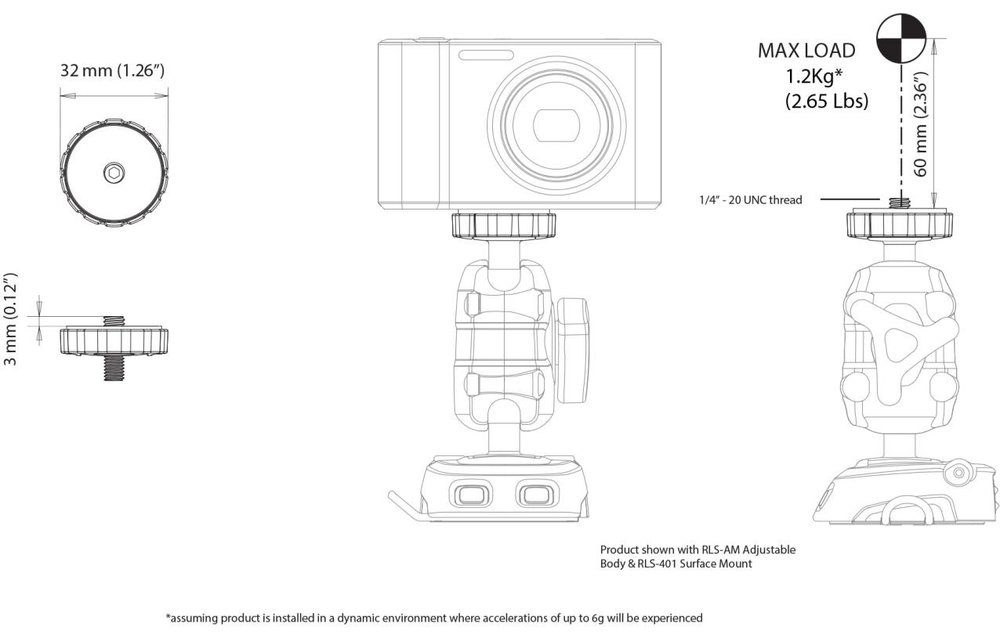 32 mm (1.26”)
3 mm (0.12”)
MAX LOAD
1.2Kg*
(2.65 Lbs)
60 mm (2.36”)
1/4” - 20 UNC thread
Product shown with RLS-AM Adjustable
Body & RLS-401 Surface Mount
*assuming product is installed in a dynamic environment where accelerations of up to 6g will be experienced